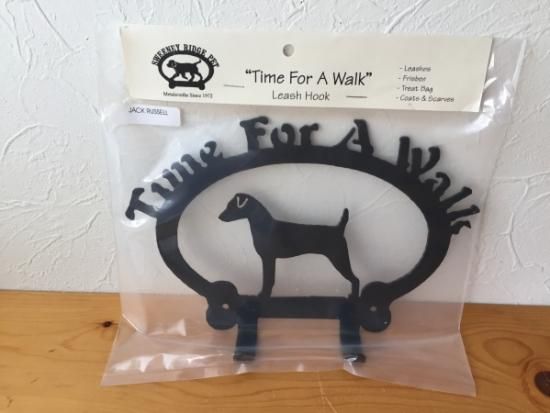 SWEENEY RIDGE PET
Metalsmiths Since 1972
"Time For A Walk"
Leash Hook
- Leashes
- Frisbee
- Treat Bag
- Coats & Scarves
JACK RUSSELL
Time For A Walk